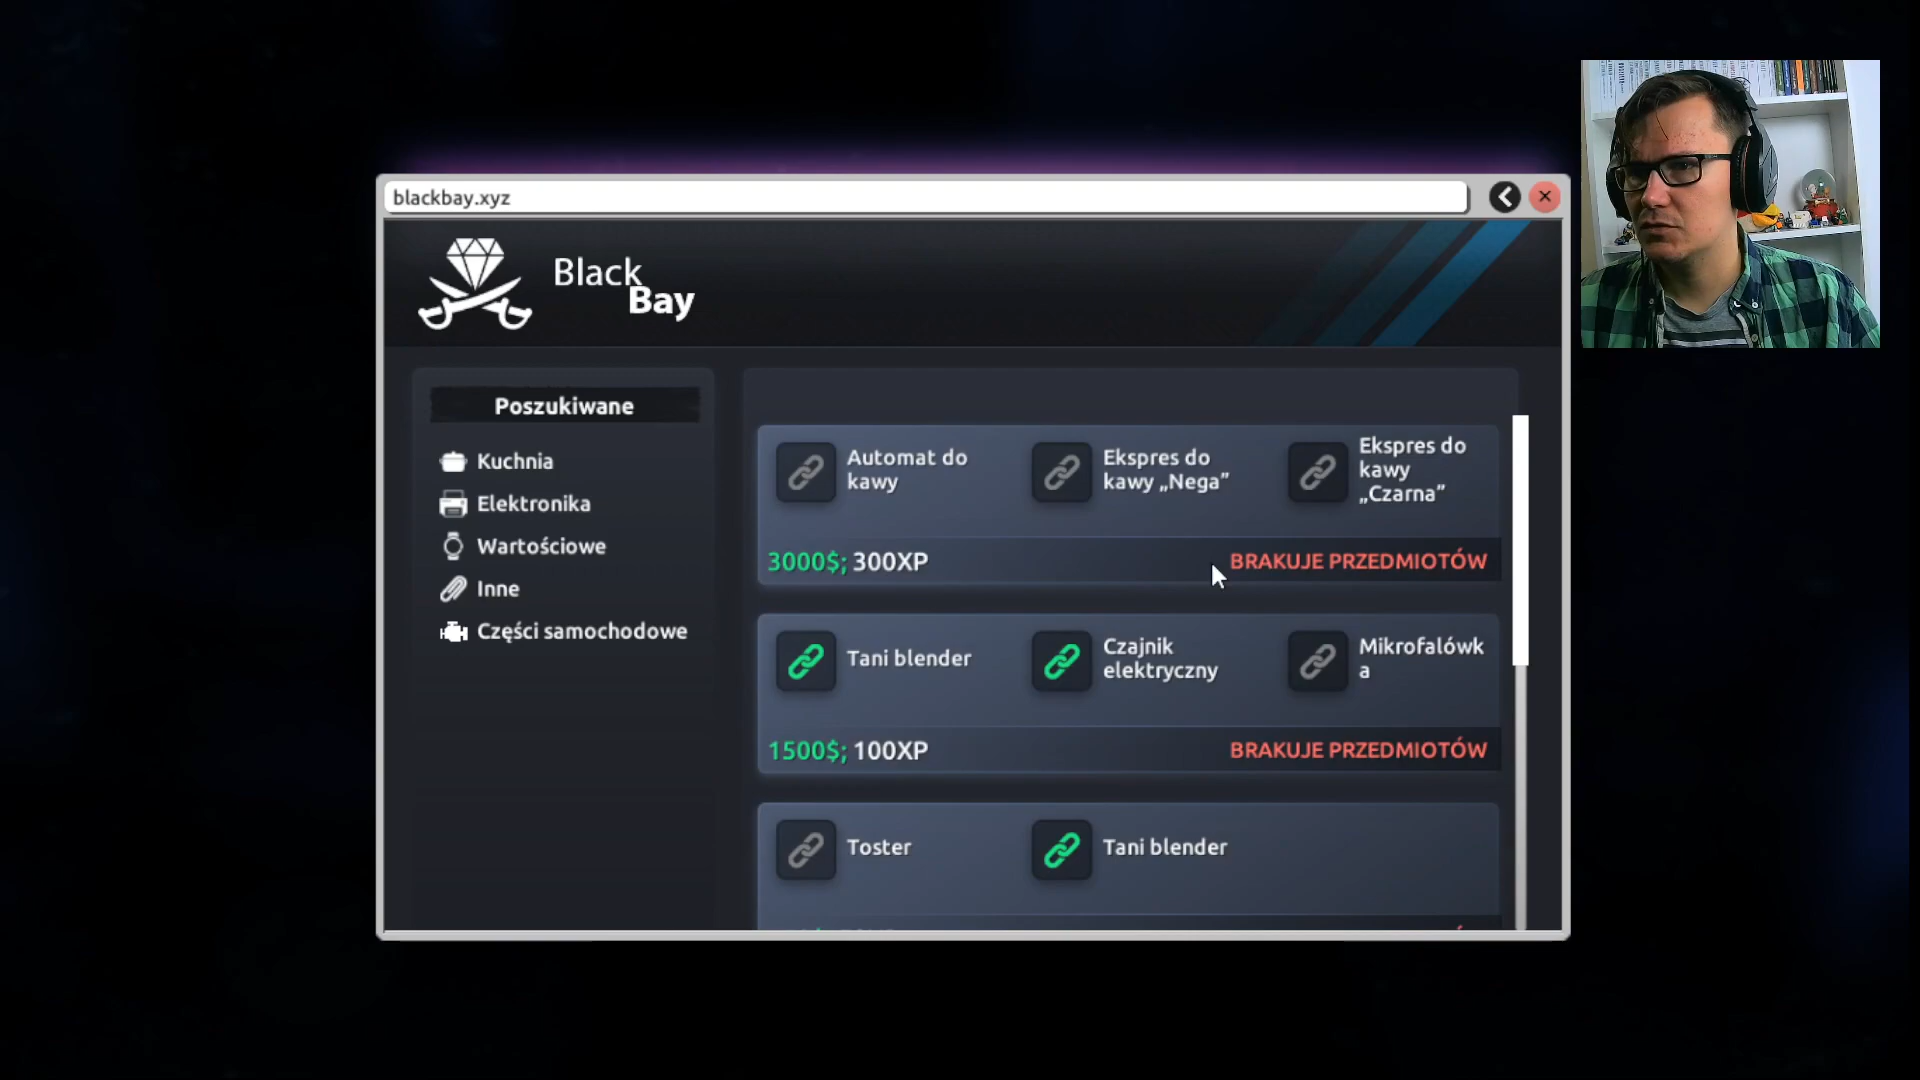 blackbay.xyz
Black
Bay
Poszukiwane
Kuchnia
Elektronika
Wartościowe
Inne
Części samochodowe
Automat do
kawy
Ekspres do
kawy „Nega”
Ekspres do
kawy
„Czarna”
3000$; 300XP
BRAKUJE PRZEDMIOTÓW
Tani blender
Czajnik
elektryczny
Mikrofalówk
a
1500$; 100XP
BRAKUJE PRZEDMIOTÓW
Toster
Tani blender